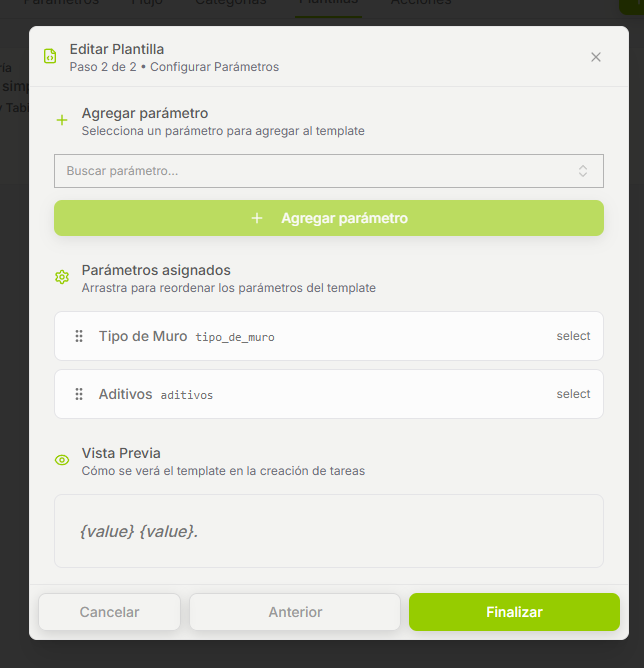 Parámetros Flujo Categorías Plantillas Acciones
Editar Plantilla
Paso 2 de 2 • Configurar Parámetros
Agregar parámetro
Selecciona un parámetro para agregar al template
Buscar parámetro...
Agregar parámetro
Parámetros asignados
Arrastra para reordenar los parámetros del template
Tipo de Muro tipo_de_muro select
Aditivos aditivos select
Vista Previa
Cómo se verá el template en la creación de tareas
{value} {value}.
Cancelar Anterior Finalizar